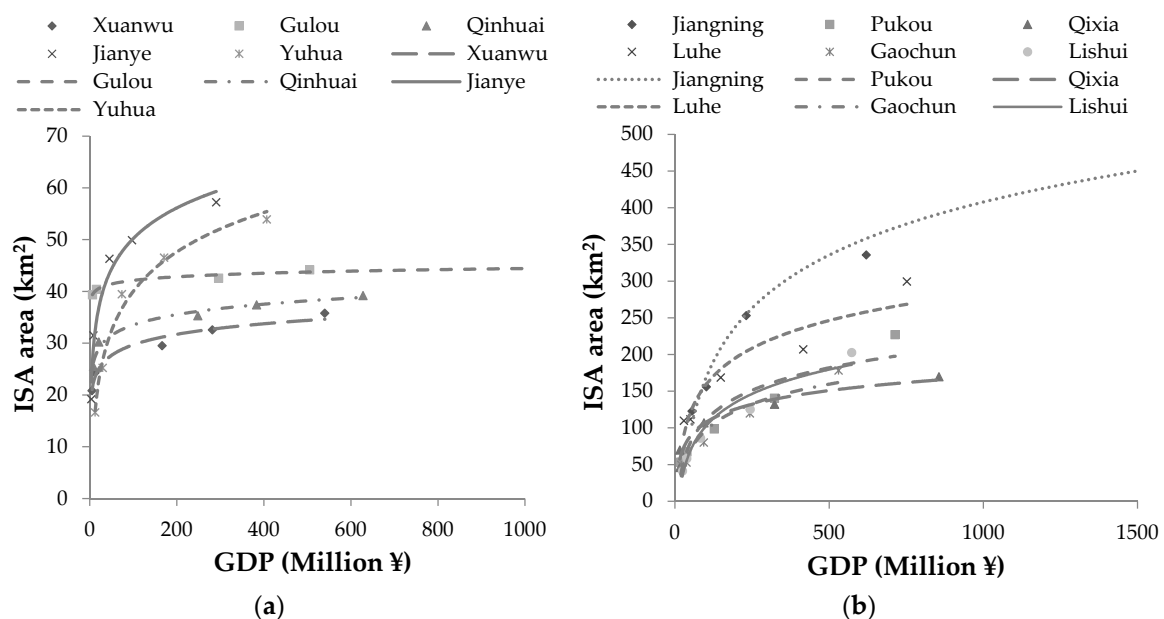 Xuanwu Gulou Qinhuai
Jianye Yuhua Xuanwu
Gulou Qinhuai Jianye
Yuhua
70
60
50
40
30
20
10
0
ISA area (km²)
0 200 400 600 800 1000
GDP (Million ¥)
(a)
Jiangning Pukou Qixia
Luhe Gaochun Lishui
Jiangning Pukou Qixia
Luhe Gaochun Lishui
500
450
400
350
300
250
200
150
100
50
0
ISA area (km²)
0 500 1000 1500
GDP (Million ¥)
(b)